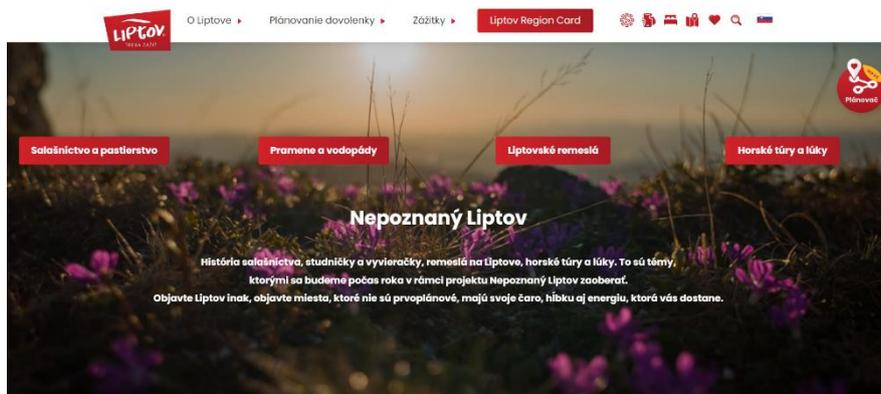 LIPTOV
TREBA ZAŽIŤ
O Liptove
Plánovanie dovolenky
Zážitky
Liptov Region Card
Plánovač
Salašníctvo a pastierstvo
Pramene a vodopády
Liptovské remeslá
Horské túry a lúky
Nepoznaný Liptov
História salašníctva, studničky a vyvieračky, remeslá na Liptove, horské túry a lúky. To sú témy,
ktorými sa budeme počas roka v rámci projektu Nepoznaný Liptov zaoberať.
Objavte Liptov inak, objavte miesta, ktoré nie sú prvoplánové, majú svoje čaro, hĺbku aj energiu, ktorá vás dostane.